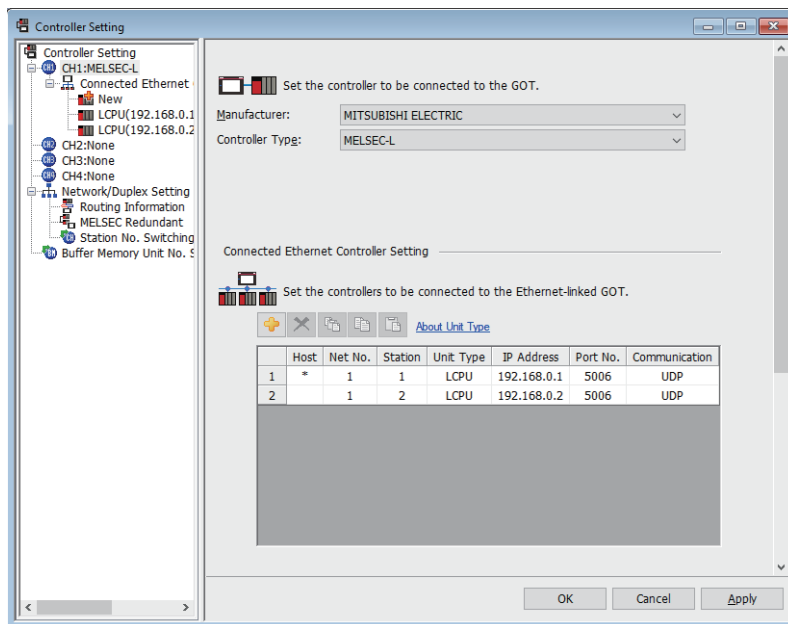 Controller Setting
Controller Setting
CH1:MELSEC-L
Connected Ethernet
New
LCPU(192.168.0.1
LCPU(192.168.0.2
CH2:None
CH3:None
CH4:None
Network/Duplex Setting
Routing Information
MELSEC Redundant
Station No. Switching
Buffer Memory Unit No. S
Set the controller to be connected to the GOT.
Manufacturer: MITSUBISHI ELECTRIC
Controller Type: MELSEC-L
Connected Ethernet Controller Setting
Set the controllers to be connected to the Ethernet-linked GOT.
About Unit Type
Host Net No. Station Unit Type IP Address Port No. Communication
1 * 1 1 LCPU 192.168.0.1 5006 UDP
2 1 2 LCPU 192.168.0.2 5006 UDP
OK Cancel Apply